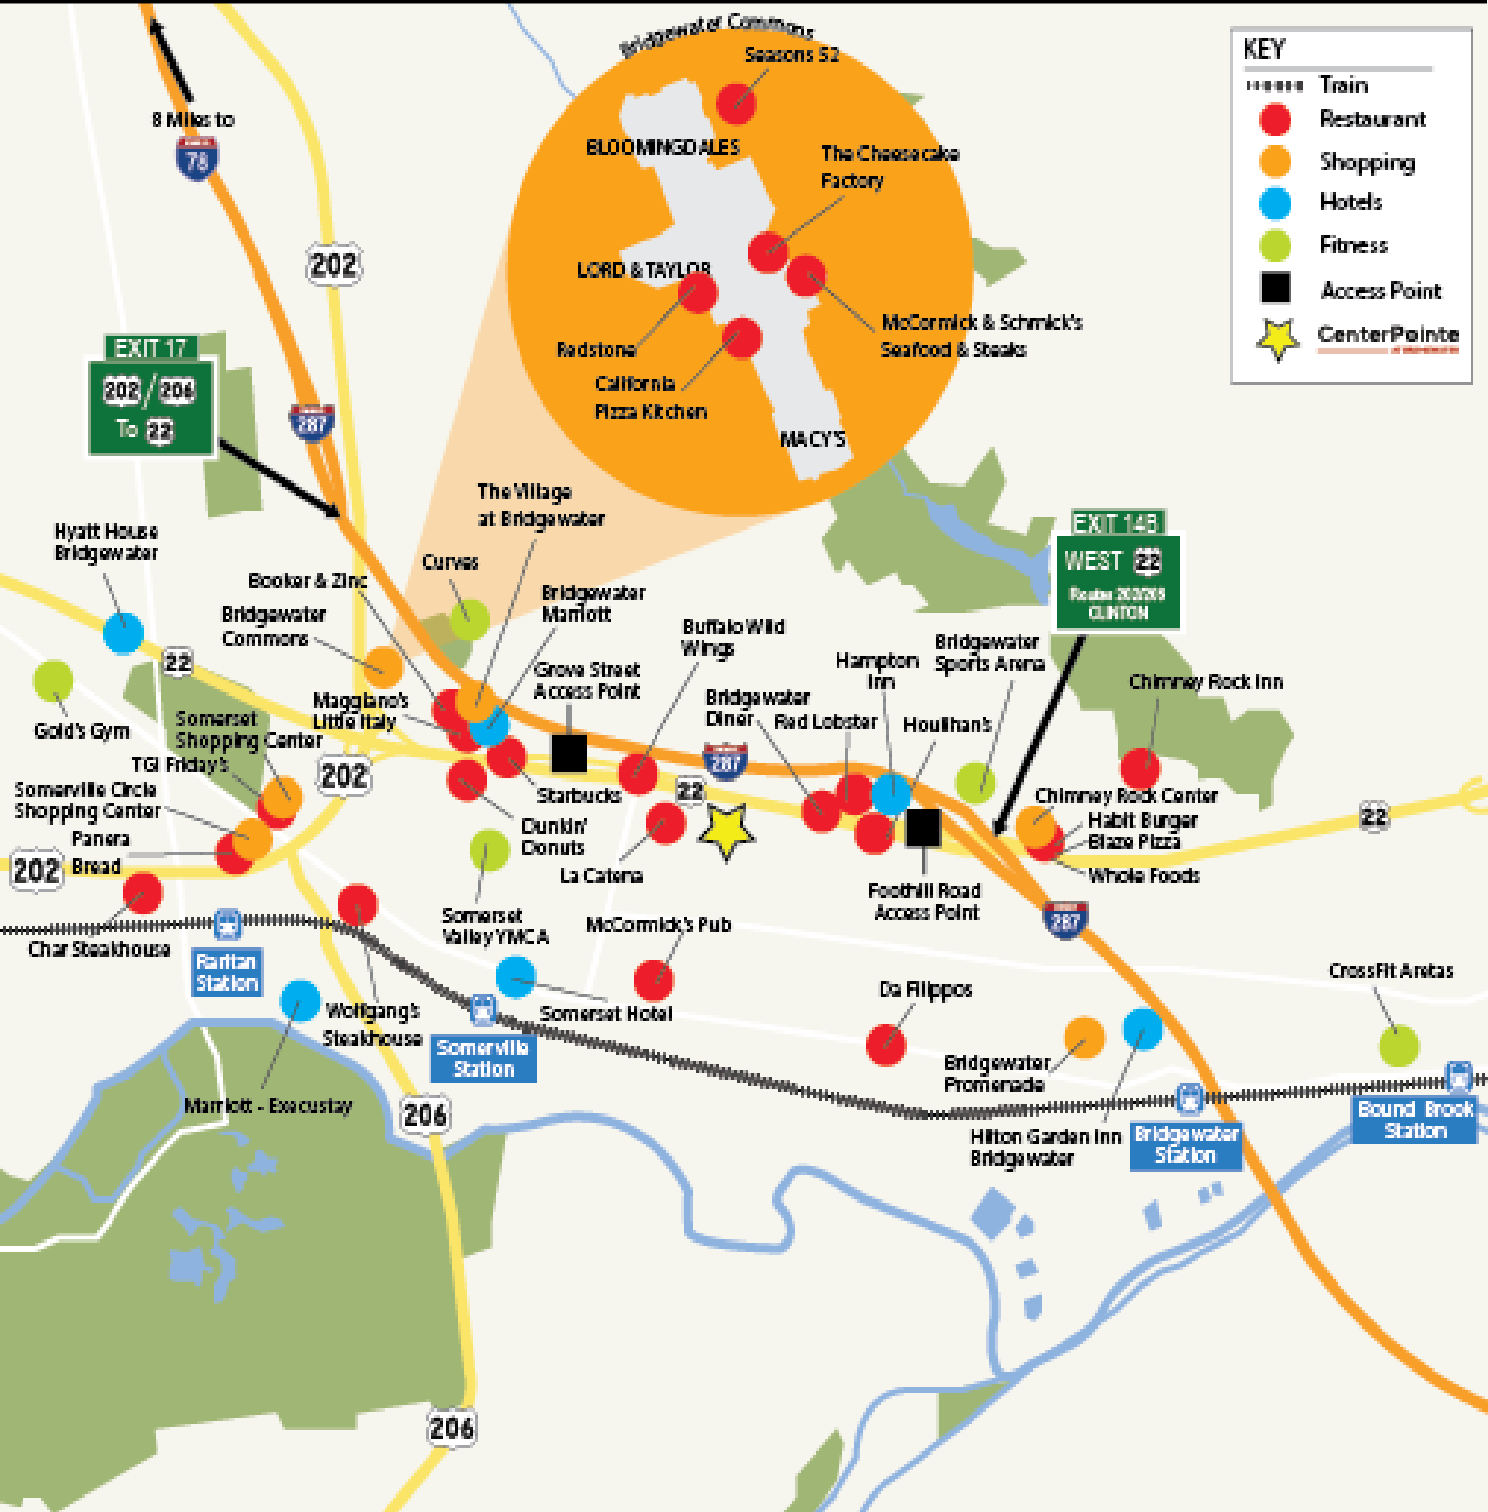 Bridgewater Commons
Seasons 52
BLOOMINGDALES
The Cheesecake
Factory
LORD & TAYLOR
Redstone
McCormick & Schmick's
Seafood & Steaks
California
Pizza Kitchen
MACY'S
KEY
Train
Restaurant
Shopping
Hotels
Fitness
Access Point
CenterPointe
8 Miles to
78
202
EXIT 17
202/206
To 22
287
The Village
at Bridgewater
Hyatt House
Bridgewater
Curves
Booker & Zinc
Bridgewater
Commons
Bridgewater
Marriott
EXIT 14B
WEST 22
Routes 202/206
CLINTON
22
Buffalo Wild
Wings
Grove Street
Access Point
Hampton
Inn
Bridgewater
Sports Arena
Chimney Rock Inn
Gold's Gym
Maggiano's
Little Italy
Somerset
Shopping Center
TGI Friday's
Bridgewater
Diner
Red Lobster
Houlihan's
Somerville Circle
Shopping Center
202
287
22
Starbucks
Chimney Rock Center
Habit Burger
Blaze Pizza
Whole Foods
22
Panera
Bread
202
Dunkin'
Donuts
La Catena
Foothill Road
Access Point
287
Char Steakhouse
Somerset
Valley YMCA
McCormick's Pub
Raritan
Station
Wolfgang's
Steakhouse
Somerset Hotel
Somerville
Station
Da Filippos
CrossFit Aretas
Bridgewater
Promenade
Marriott - Execustay
206
Hilton Garden Inn
Bridgewater
Bridgewater
Station
Bound Brook
Station
206